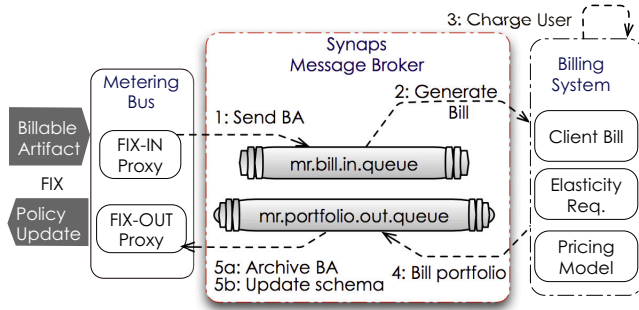 3: Charge User
Synaps
Message Broker
Metering
Bus
Billing
System
2: Generate
Bill
1: Send BA
Billable
Artifact
FIX-IN
Proxy
Client Bill
mr.bill.in.queue
FIX
Elasticity
Req.
Policy
Update
FIX-OUT
Proxy
mr.portfolio.out.queue
Pricing
Model
5a: Archive BA
5b: Update schema
4: Bill portfolio